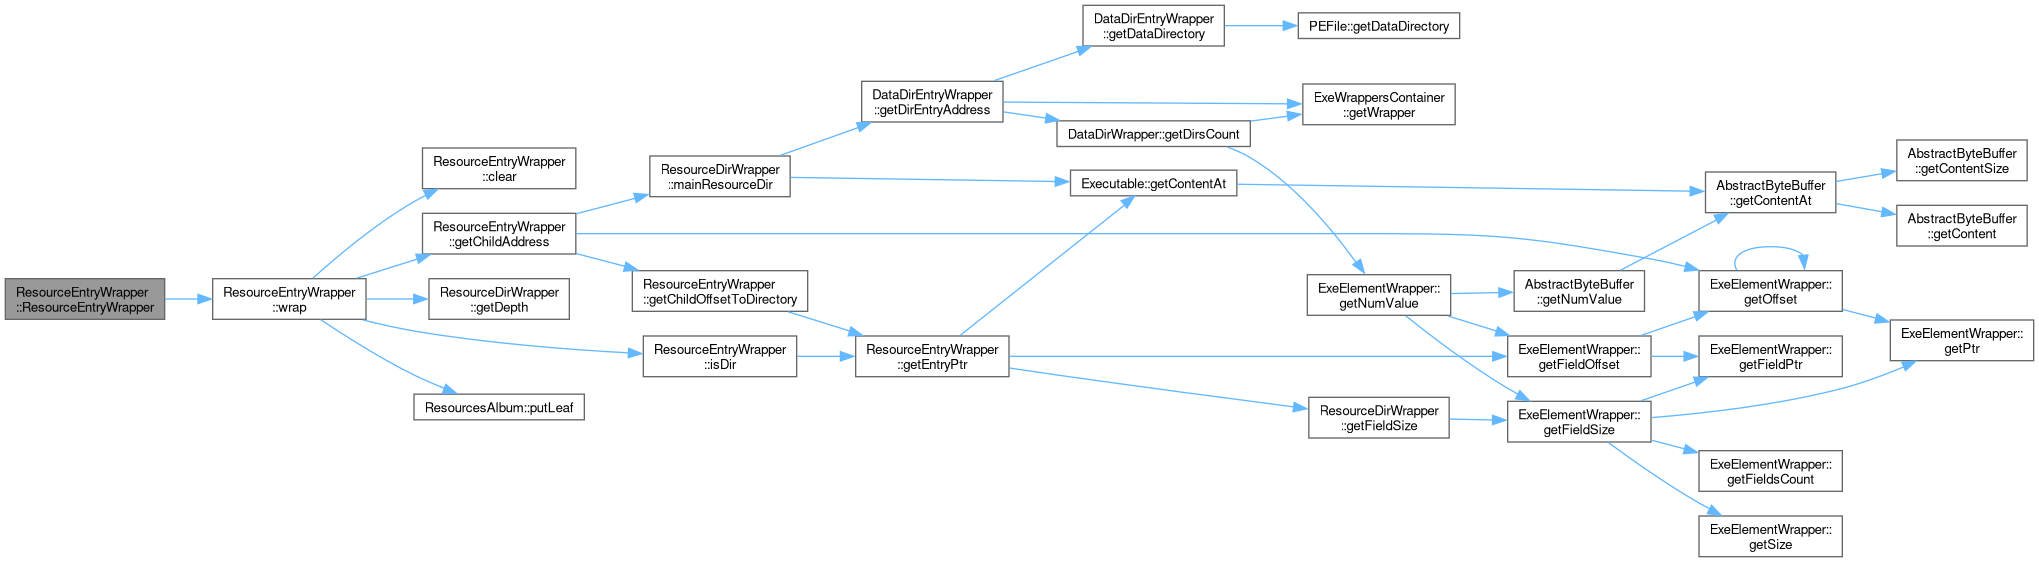 DataDirEntryWrapper
::getDataDirectory
PEFile::getDataDirectory
DataDirEntryWrapper
::getDirEntryAddress
ExeWrappersContainer
::getWrapper
DataDirWrapper::getDirsCount
ResourceEntryWrapper
::clear
ResourceDirWrapper
::mainResourceDir
Executable::getContentAt
AbstractByteBuffer
::getContentAt
AbstractByteBuffer
::getContentSize
AbstractByteBuffer
::getContent
ResourceEntryWrapper
::getChildAddress
ResourceEntryWrapper
::ResourceEntryWrapper
ResourceEntryWrapper
::wrap
ResourceDirWrapper
::getDepth
ResourceEntryWrapper
::getChildOffsetToDirectory
ExeElementWrapper::
getNumValue
AbstractByteBuffer
::getNumValue
ExeElementWrapper::
getOffset
ExeElementWrapper::
getPtr
ResourceEntryWrapper
::isDir
ResourceEntryWrapper
::getEntryPtr
ExeElementWrapper::
getFieldOffset
ExeElementWrapper::
getFieldPtr
ResourcesAlbum::putLeaf
ResourceDirWrapper
::getFieldSize
ExeElementWrapper::
getFieldSize
ExeElementWrapper::
getFieldsCount
ExeElementWrapper::
getSize